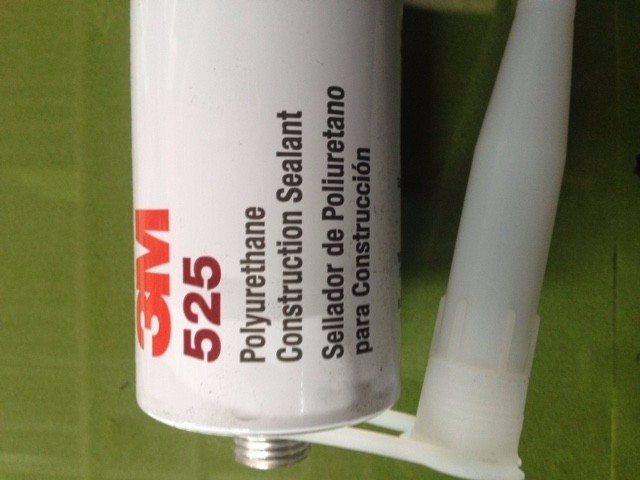 3M
525
Polyurethane
Construction Sealant
Sellador de Poliuretano
para Construcción